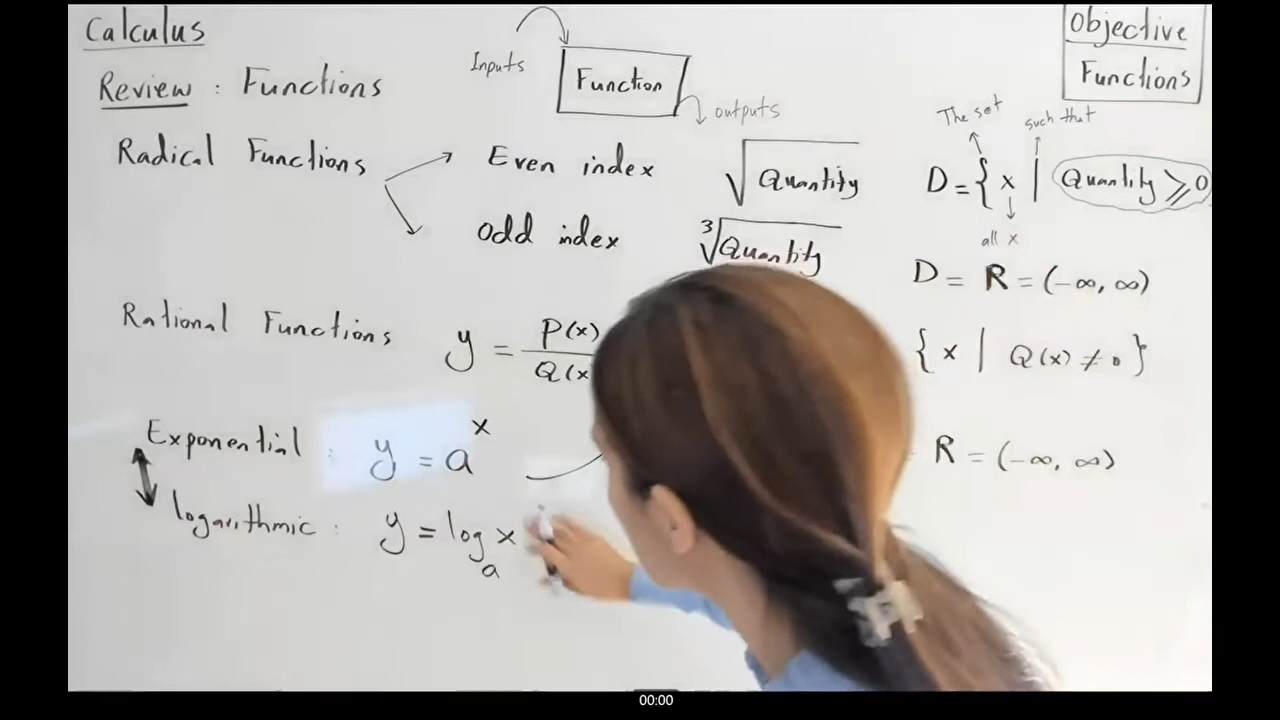 Calculus
Review : Functions
Inputs
Function
outputs
Objective
Functions
Radical Functions
Even index
√Quantity
The set
such that
D = { x | Quantity ⩾ 0
all x
Odd index
∛Quantity
D = R = (-∞, ∞)
Rational Functions
y = P(x)
Q(x
{ x | Q(x) ≠ 0 }
Exponential : y = a^x
R = (-∞, ∞)
logarithmic : y = log_a x
00:00